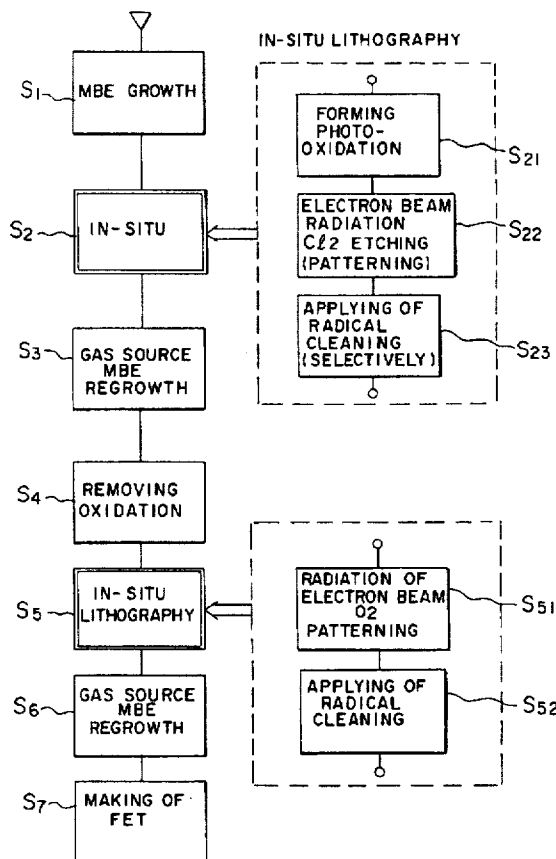 S1
MBE GROWTH
S2
IN-SITU
S3
GAS SOURCE
MBE
REGROWTH
S4
REMOVING
OXIDATION
S5
IN-SITU
LITHOGRAPHY
S6
GAS SOURCE
MBE
REGROWTH
S7
MAKING OF
FET
IN-SITU LITHOGRAPHY
FORMING
PHOTO-
OXIDATION
S21
ELECTRON BEAM
RADIATION
Cℓ2 ETCHING
(PATTERNING)
S22
APPLYING OF
RADICAL
CLEANING
(SELECTIVELY)
S23
RADIATION OF
ELECTRON BEAM
O2
PATTERNING
S51
APPLYING OF
RADICAL
CLEANING
S52